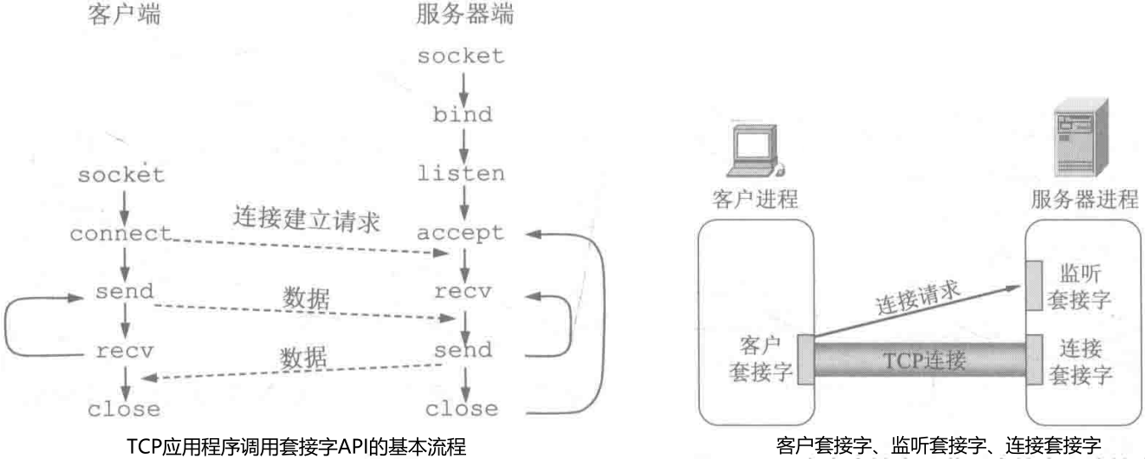 客户端
服务器端
socket
bind
listen
socket
connect
连接建立请求
accept
send
数据
recv
recv
数据
send
close
close
TCP应用程序调用套接字API的基本流程
客户进程
服务器进程
监听
套接字
连接请求
客户
套接字
TCP连接
连接
套接字
客户套接字、监听套接字、连接套接字